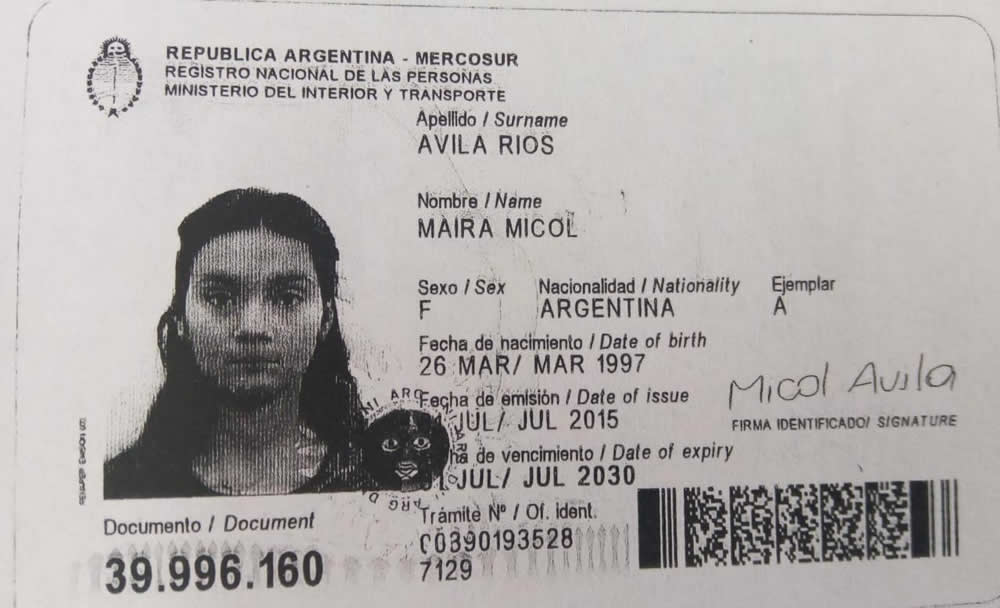 REPUBLICA ARGENTINA - MERCOSUR
REGISTRO NACIONAL DE LAS PERSONAS
MINISTERIO DEL INTERIOR Y TRANSPORTE
Apellido / Surname
AVILA RIOS
Nombre / Name
MAIRA MICOL
Sexo / Sex Nacionalidad / Nationality Ejemplar
F ARGENTINA A
Fecha de nacimiento / Date of birth
26 MAR/ MAR 1997
Fecha de emisión / Date of issue
JUL/ JUL 2015
de vencimiento / Date of expiry
JUL/ JUL 2030
Micol Avila
FIRMA IDENTIFICADO/ SIGNATURE
Trámite Nº / Of. ident.
00390193528
7129
Documento / Document
39.996.160